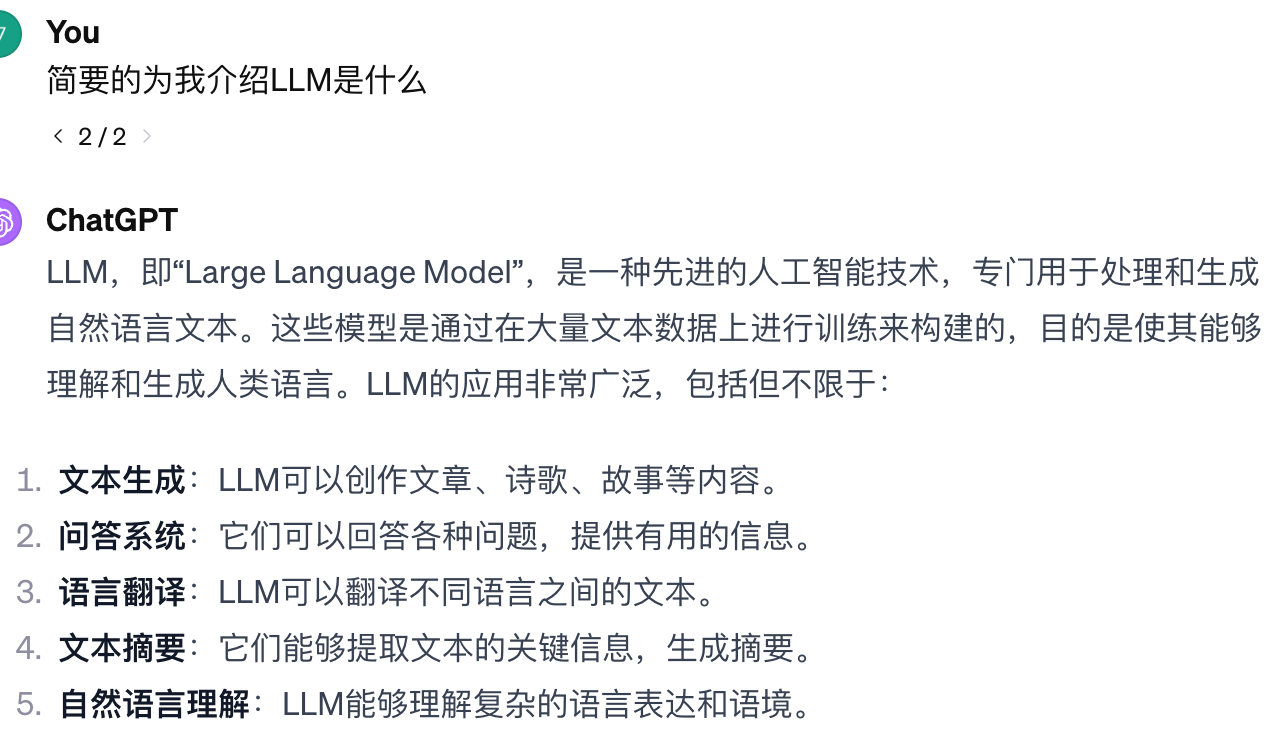 You
简要的为我介绍LLM是什么
2 / 2
ChatGPT
LLM，即“Large Language Model”，是一种先进的人工智能技术，专门用于处理和生成
自然语言文本。这些模型是通过在大量文本数据上进行训练来构建的，目的是使其能够
理解和生成人类语言。LLM的应用非常广泛，包括但不限于：
1. 文本生成：LLM可以创作文章、诗歌、故事等内容。
2. 问答系统：它们可以回答各种问题，提供有用的信息。
3. 语言翻译：LLM可以翻译不同语言之间的文本。
4. 文本摘要：它们能够提取文本的关键信息，生成摘要。
5. 自然语言理解：LLM能够理解复杂的语言表达和语境。